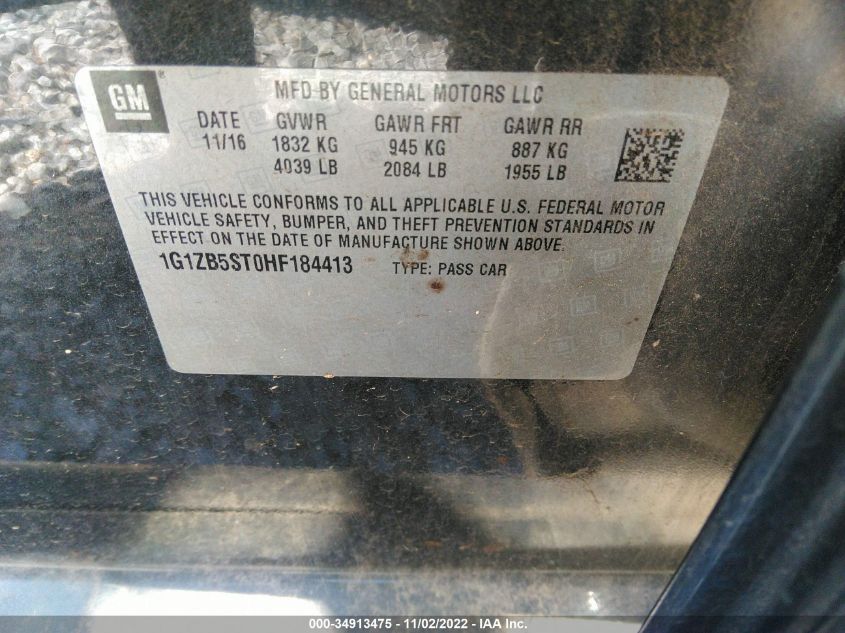 GM ®
MFD BY GENERAL MOTORS LLC
DATE GVWR GAWR FRT GAWR RR
11/16 1832 KG 945 KG 887 KG
4039 LB 2084 LB 1955 LB
THIS VEHICLE CONFORMS TO ALL APPLICABLE U.S. FEDERAL MOTOR
VEHICLE SAFETY, BUMPER, AND THEFT PREVENTION STANDARDS IN
EFFECT ON THE DATE OF MANUFACTURE SHOWN ABOVE.
1G1ZB5ST0HF184413 TYPE: PASS CAR
000-34913475 - 11/02/2022 - © IAA Inc.